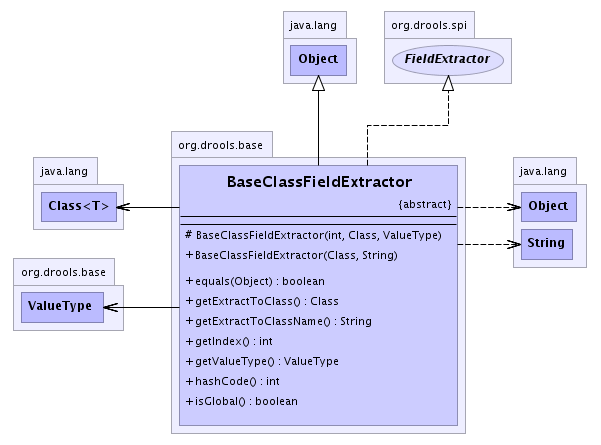 java.lang
Object
org.drools.spi
FieldExtractor
org.drools.base
BaseClassFieldExtractor
{abstract}
# BaseClassFieldExtractor(int, Class, ValueType)
+ BaseClassFieldExtractor(Class, String)
+ equals(Object) : boolean
+ getExtractToClass() : Class
+ getExtractToClassName() : String
+ getIndex() : int
+ getValueType() : ValueType
+ hashCode() : int
+ isGlobal() : boolean
java.lang
Class<T>
org.drools.base
ValueType
java.lang
Object
String